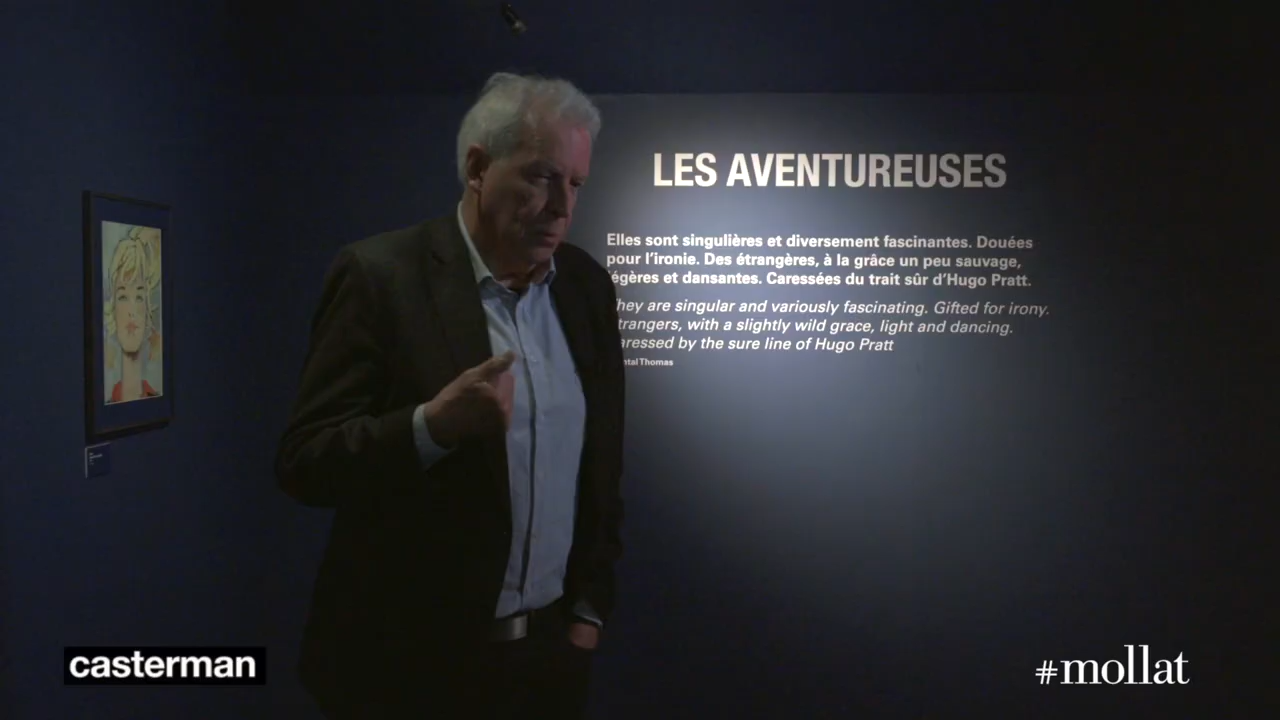 LES AVENTUREUSES
Elles sont singulières et diversement fascinantes. Douées
pour l'ironie. Des étrangères, à la grâce un peu sauvage,
égères et dansantes. Caressées du trait sûr d'Hugo Pratt.
hey are singular and variously fascinating. Gifted for irony.
trangers, with a slightly wild grace, light and dancing.
aressed by the sure line of Hugo Pratt
ntal Thomas
casterman
#mollat